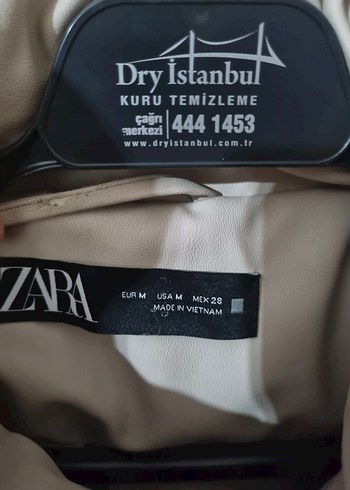 Dry İstanbul
KURU TEMİZLEME
çağrı
merkezi
444 1453
www.dryistanbul.com.tr
ZARA
EUR M USA M MEX 28
MADE IN VIETNAM